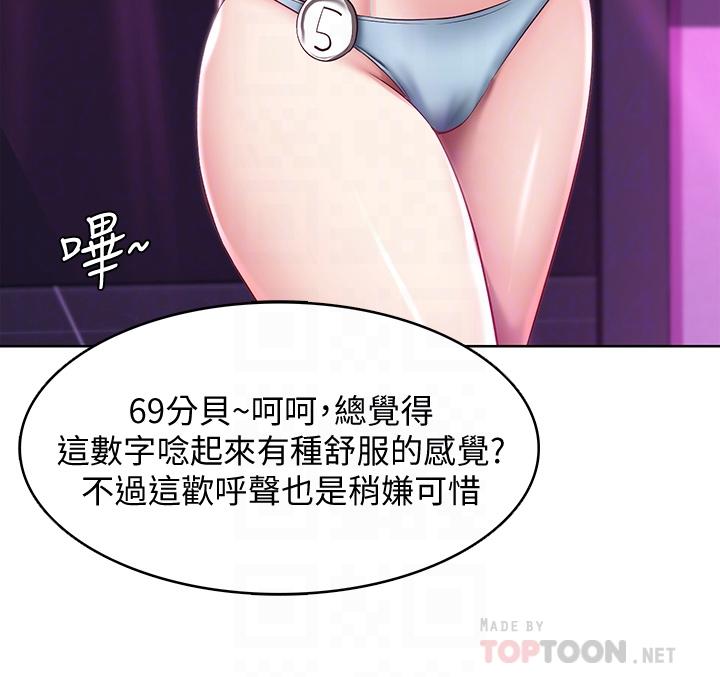 5
嗶~
69分貝~呵呵,總覺得
這數字唸起來有種舒服的感覺?
不過這歡呼聲也是稍嫌可惜
MADE BY
TOPTOON.NET